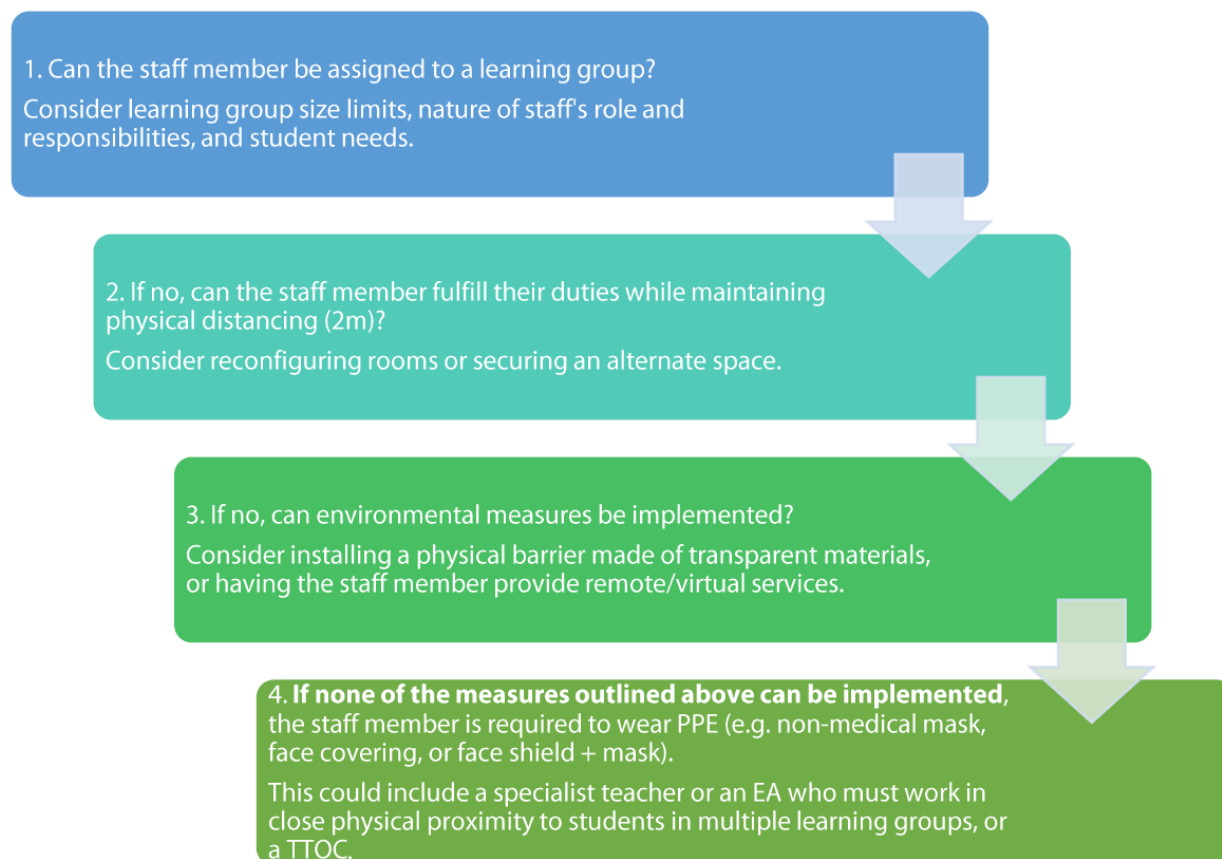 1. Can the staff member be assigned to a learning group?
Consider learning group size limits, nature of staff's role and
responsibilities, and student needs.
2. If no, can the staff member fulfill their duties while maintaining
physical distancing (2m)?
Consider reconfiguring rooms or securing an alternate space.
3. If no, can environmental measures be implemented?
Consider installing a physical barrier made of transparent materials,
or having the staff member provide remote/virtual services.
4. If none of the measures outlined above can be implemented,
the staff member is required to wear PPE (e.g. non-medical mask,
face covering, or face shield + mask).
This could include a specialist teacher or an EA who must work in
close physical proximity to students in multiple learning groups, or
a TTOC.